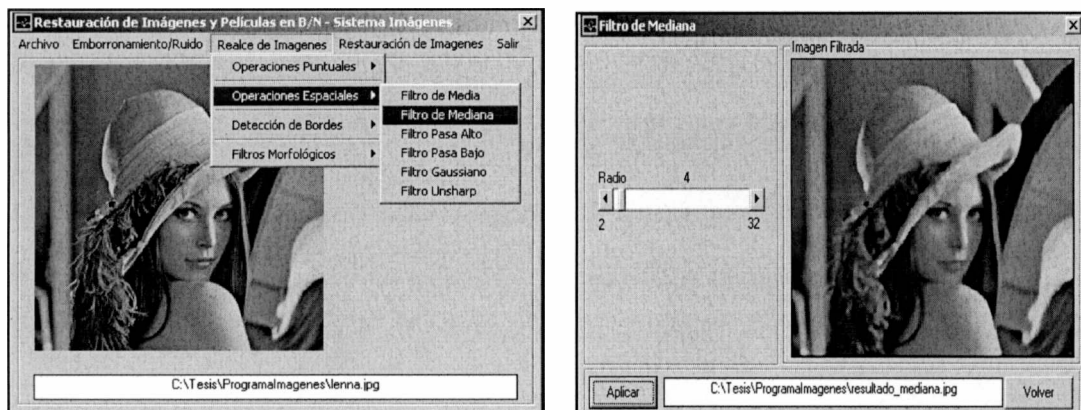 Restauración de Imágenes y Películas en B/N - Sistema Imágenes
Archivo Emborronamiento/Ruido Realce de Imagenes Restauración de Imagenes Salir
Operaciones Puntuales
Operaciones Espaciales
Detección de Bordes
Filtros Morfológicos
Filtro de Media
Filtro de Mediana
Filtro Pasa Alto
Filtro Pasa Bajo
Filtro Gaussiano
Filtro Unsharp
C:\Tesis\ProgramaImagenes\lenna.jpg
Filtro de Mediana
Imagen Filtrada
Radio 4
2 32
Aplicar C:\Tesis\ProgramaImagenes\resultado_mediana.jpg Volver